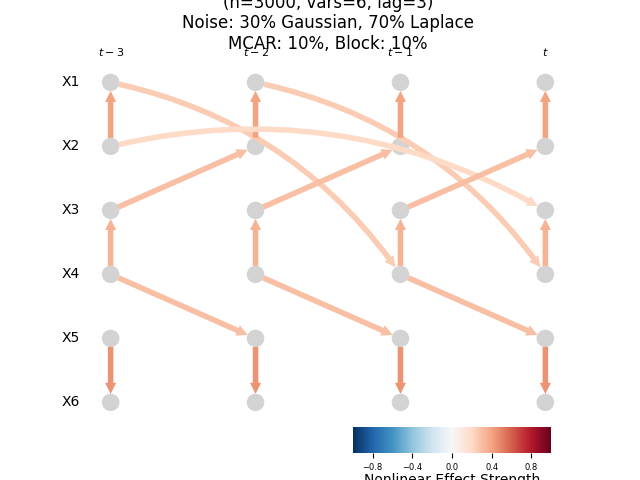 (n=3000, vars=6, lag=3)
Noise: 30% Gaussian, 70% Laplace
MCAR: 10%, Block: 10%
t − 3 t − 2 t − 1 t
X1
X2
X3
X4
X5
X6
−0.8 −0.4 0.0 0.4 0.8
Nonlinear Effect Strength